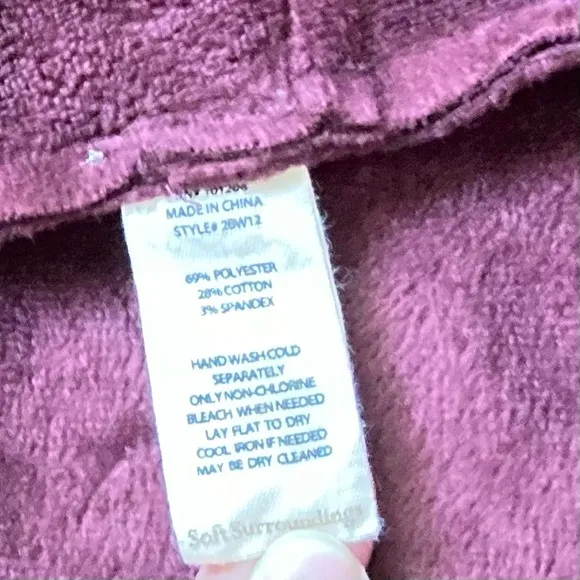 MADE IN CHINA
STYLE# 2BW12
69% POLYESTER
28% COTTON
3% SPANDEX
HAND WASH COLD
SEPARATELY
ONLY NON-CHLORINE
BLEACH WHEN NEEDED
LAY FLAT TO DRY
COOL IRON IF NEEDED
MAY BE DRY CLEANED
Soft Surroundings